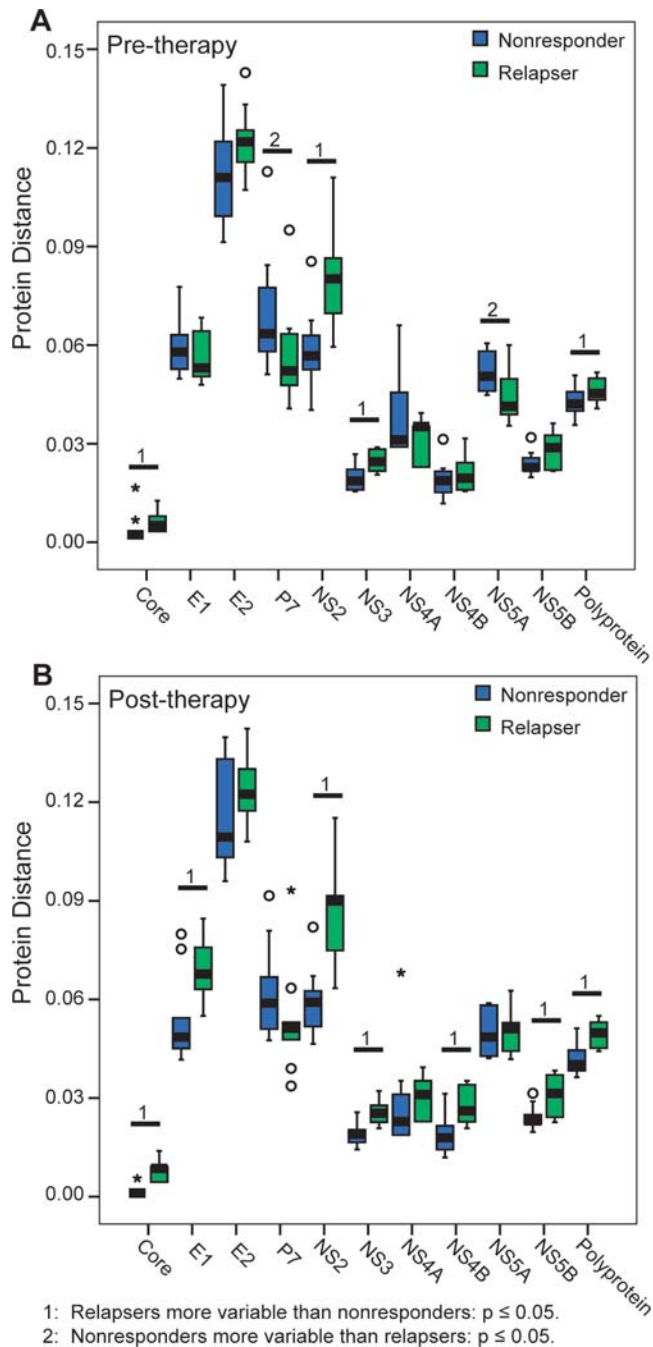 A
Pre-therapy
Nonresponder
Relapser
Protein Distance
0.15
0.12
0.09
0.06
0.03
0.00
1
2
1
1
2
1
*
*
Core
E1
E2
P7
NS2
NS3
NS4A
NS4B
NS5A
NS5B
Polyprotein
B
Post-therapy
Nonresponder
Relapser
Protein Distance
0.15
0.12
0.09
0.06
0.03
0.00
1
1
1
1
1
1
1
*
*
*
Core
E1
E2
P7
NS2
NS3
NS4A
NS4B
NS5A
NS5B
Polyprotein
1: Relapsers more variable than nonresponders: p ≤ 0.05.
2: Nonresponders more variable than relapsers: p ≤ 0.05.